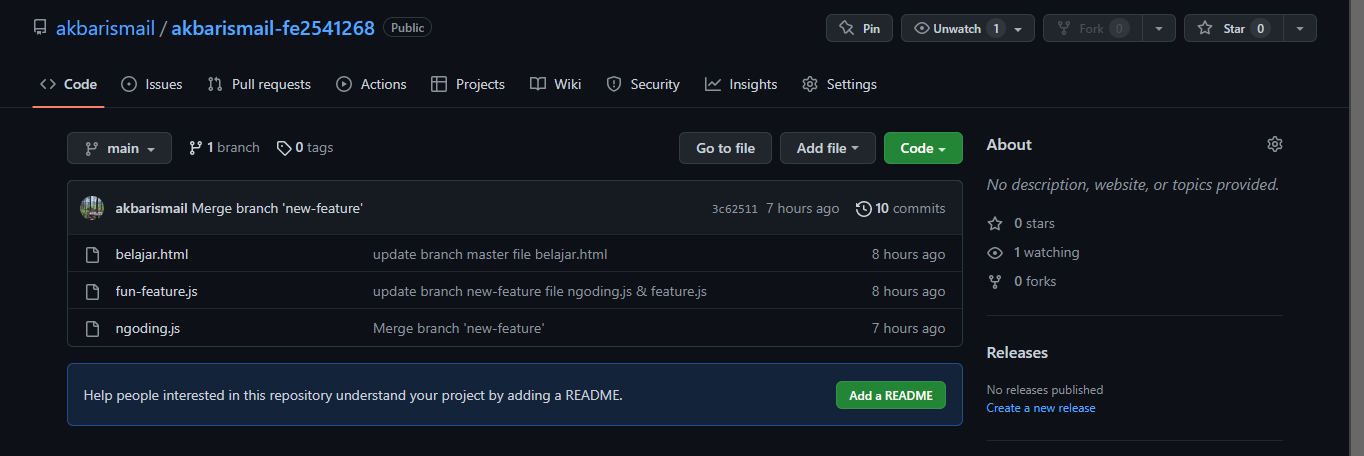 akbarismail / akbarismail-fe2541268 Public Pin Unwatch 1 Fork 0 Star 0
Code Issues Pull requests Actions Projects Wiki Security Insights Settings
main 1 branch 0 tags Go to file Add file Code
akbarismail Merge branch 'new-feature' 3c62511 7 hours ago 10 commits
belajar.html update branch master file belajar.html 8 hours ago
fun-feature.js update branch new-feature file ngoding.js & feature.js 8 hours ago
ngoding.js Merge branch 'new-feature' 7 hours ago
Help people interested in this repository understand your project by adding a README. Add a README
About
No description, website, or topics provided.
0 stars
1 watching
0 forks
Releases
No releases published
Create a new release